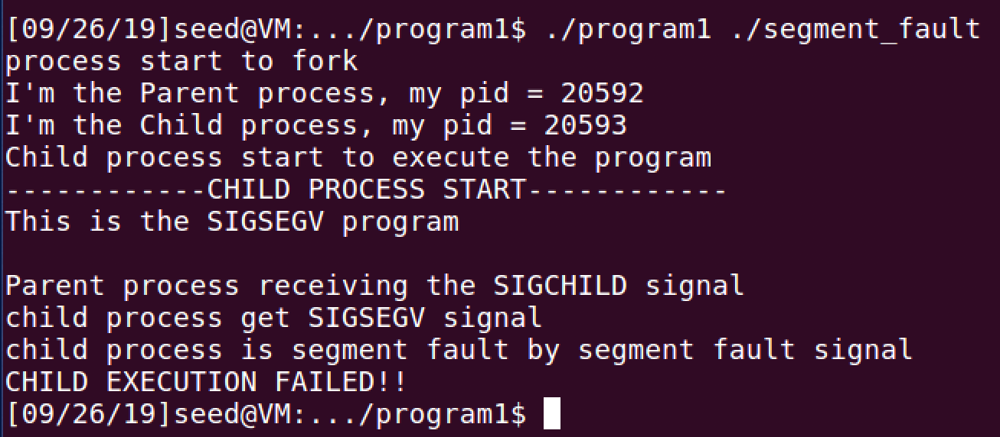 [09/26/19]seed@VM:.../program1$ ./program1 ./segment_fault
process start to fork
I'm the Parent process, my pid = 20592
I'm the Child process, my pid = 20593
Child process start to execute the program
------------CHILD PROCESS START------------
This is the SIGSEGV program
Parent process receiving the SIGCHILD signal
child process get SIGSEGV signal
child process is segment fault by segment fault signal
CHILD EXECUTION FAILED!!
[09/26/19]seed@VM:.../program1$